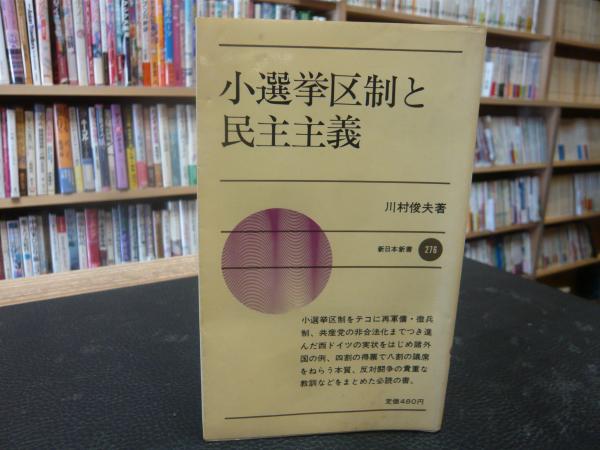 小選挙区制と
民主主義
川村俊夫著
新日本新書 276
小選挙区制をテコに再軍備・徴兵
制、共産党の非合法化までつき進
んだ西ドイツの実状をはじめ諸外
国の例、四割の得票で八割の議席
をねらう本質、反対闘争の貴重な
教訓などをまとめた必読の書。
定価480円